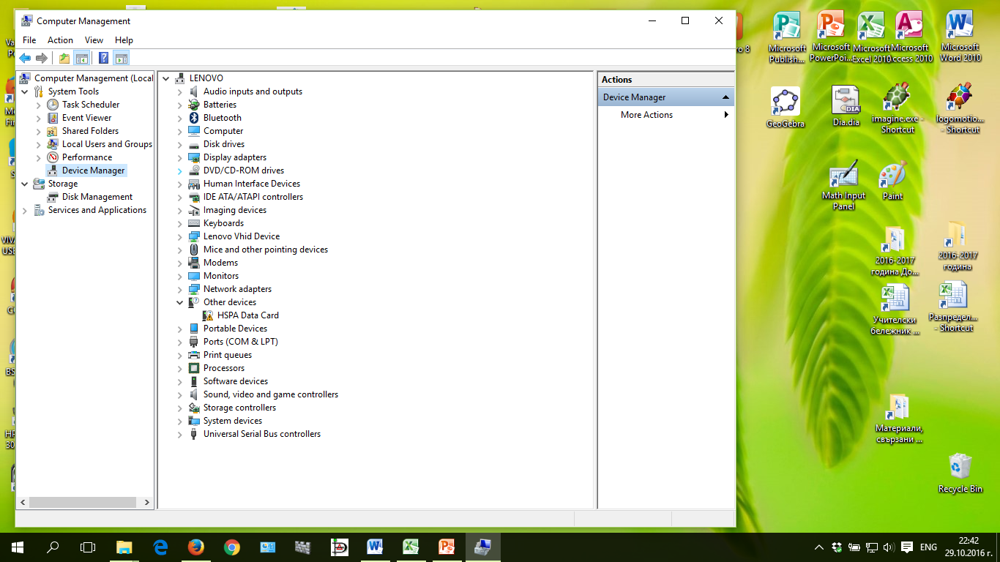 Computer Management
File Action View Help
Computer Management (Local
System Tools
Task Scheduler
Event Viewer
Shared Folders
Local Users and Groups
Performance
Device Manager
Storage
Disk Management
Services and Applications
LENOVO
Audio inputs and outputs
Batteries
Bluetooth
Computer
Disk drives
Display adapters
DVD/CD-ROM drives
Human Interface Devices
IDE ATA/ATAPI controllers
Imaging devices
Keyboards
Lenovo Vhid Device
Mice and other pointing devices
Modems
Monitors
Network adapters
Other devices
HSPA Data Card
Portable Devices
Ports (COM & LPT)
Print queues
Processors
Software devices
Sound, video and game controllers
Storage controllers
System devices
Universal Serial Bus controllers
Actions
Device Manager
More Actions
Microsoft
Publish...
Microsoft
PowerPoi...
Microsoft
Excel 2010
Microsoft
Access 2010
Microsoft
Word 2010
GeoGebra
DIA
Dia.dia
imagine.exe -
Shortcut
logomotio...
- Shortcut
Math Input
Panel
Paint
2016-2017
година До...
2016-2017
година
Учителски
бележник ...
Разпредел...
- Shortcut
Материали,
свързани ...
Recycle Bin
ENG
22:42
29.10.2016 г.